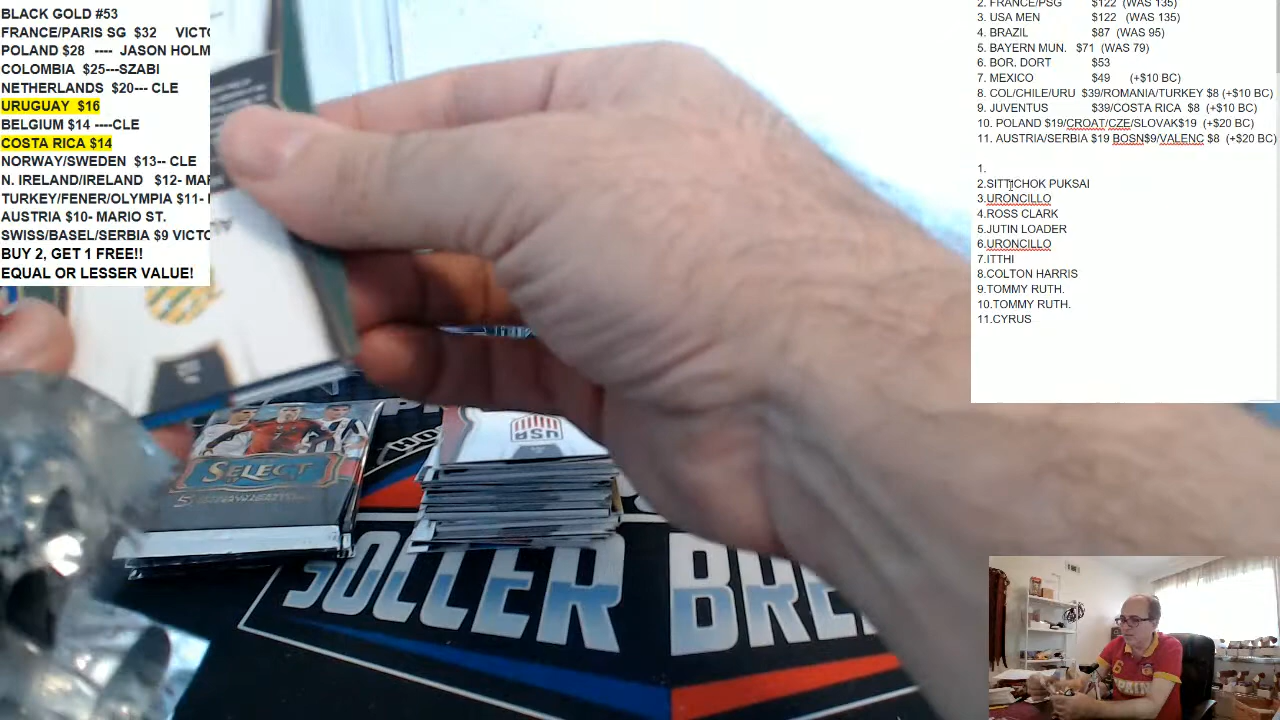 BLACK GOLD #53
FRANCE/PARIS SG $32 VICTO
POLAND $28 ---- JASON HOLM
COLOMBIA $25---SZABI
NETHERLANDS $20--- CLE
URUGUAY $16
BELGIUM $14 ----CLE
COSTA RICA $14
NORWAY/SWEDEN $13-- CLE
N. IRELAND/IRELAND $12- MAR
TURKEY/FENER/OLYMPIA $11-
AUSTRIA $10- MARIO ST.
SWISS/BASEL/SERBIA $9 VICTO
BUY 2, GET 1 FREE!!
EQUAL OR LESSER VALUE!
2. FRANCE/PSG $122 (WAS 135)
3. USA MEN $122 (WAS 135)
4. BRAZIL $87 (WAS 95)
5. BAYERN MUN. $71 (WAS 79)
6. BOR. DORT $53
7. MEXICO $49 (+$10 BC)
8. COL/CHILE/URU $39/ROMANIA/TURKEY $8 (+$10 BC)
9. JUVENTUS $39/COSTA RICA $8 (+$10 BC)
10. POLAND $19/CROAT/CZE/SLOVAK$19 (+$20 BC)
11. AUSTRIA/SERBIA $19 BOSN$9/VALENC $8 (+$20 BC)
1.
2.SITTICHOK PUKSAI
3.URONCILLO
4.ROSS CLARK
5.JUTIN LOADER
6.URONCILLO
7.ITTHI
8.COLTON HARRIS
9.TOMMY RUTH.
10.TOMMY RUTH.
11.CYRUS
USA
SELECT
SOCCER BRE